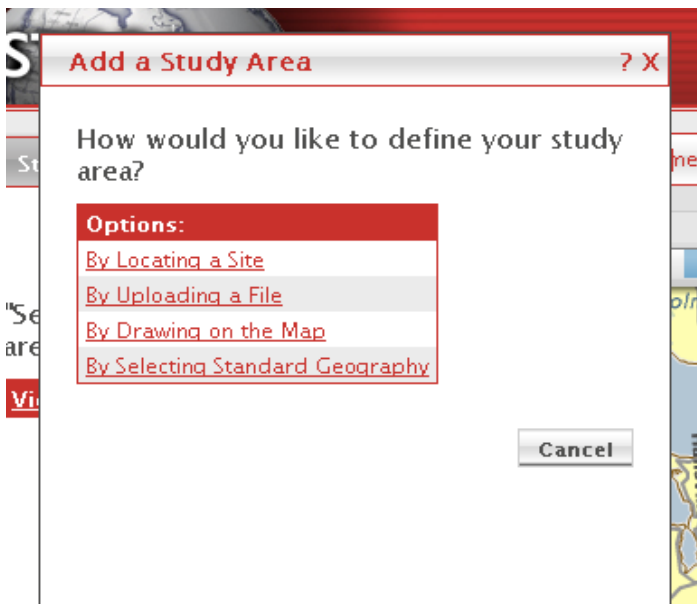 Add a Study Area ? X
How would you like to define your study
area?
Options:
By Locating a Site
By Uploading a File
By Drawing on the Map
By Selecting Standard Geography
Cancel